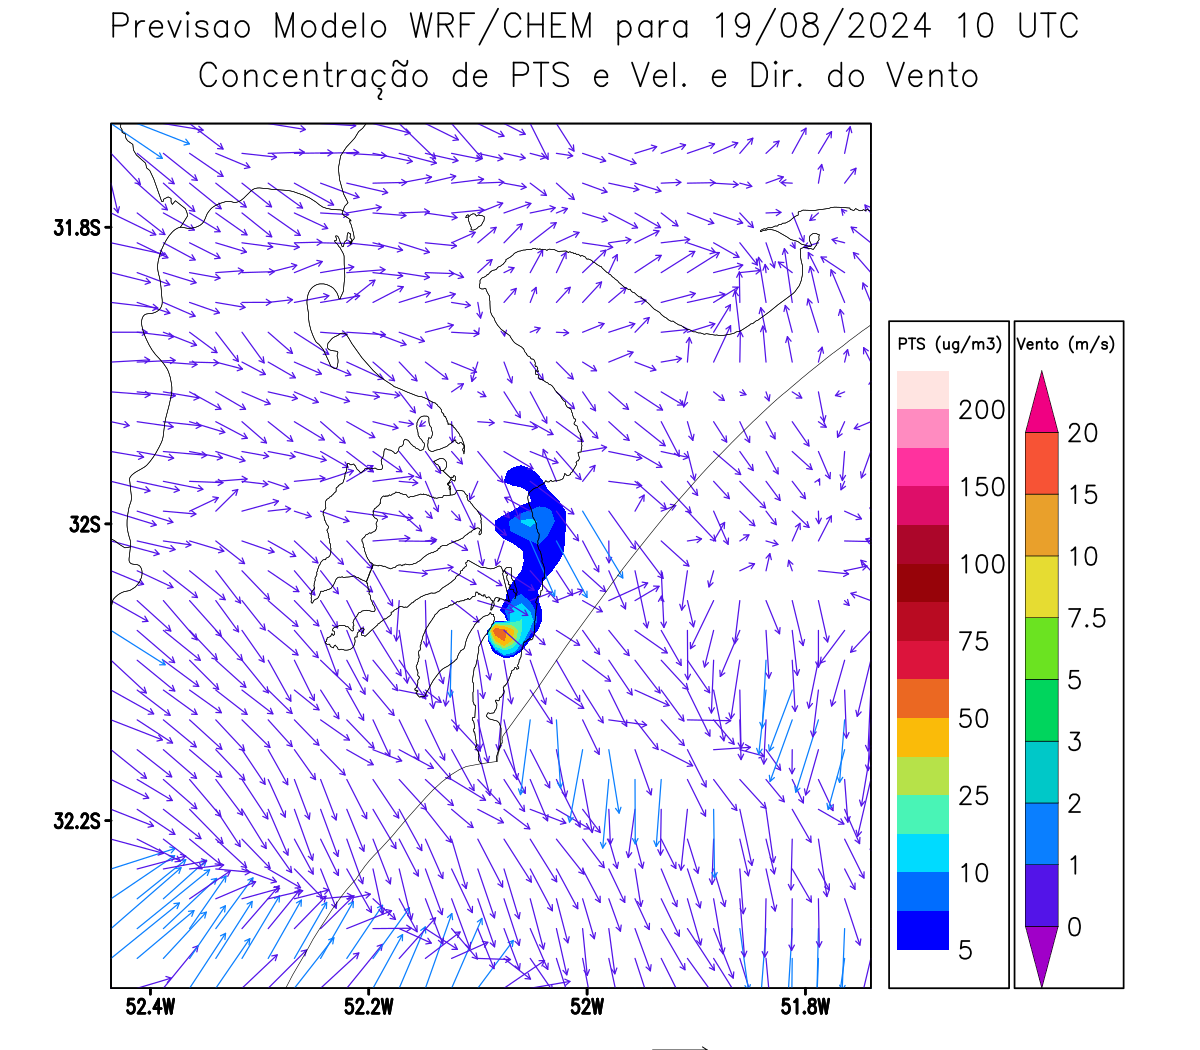 Previsao Modelo WRF/CHEM para 19/08/2024 10 UTC
Concentração de PTS e Vel. e Dir. do Vento
31.8S
32S
32.2S
52.4W 52.2W 52W 51.8W
PTS (ug/m3)
200
150
100
75
50
25
10
5
Vento (m/s)
20
15
10
7.5
5
3
2
1
0